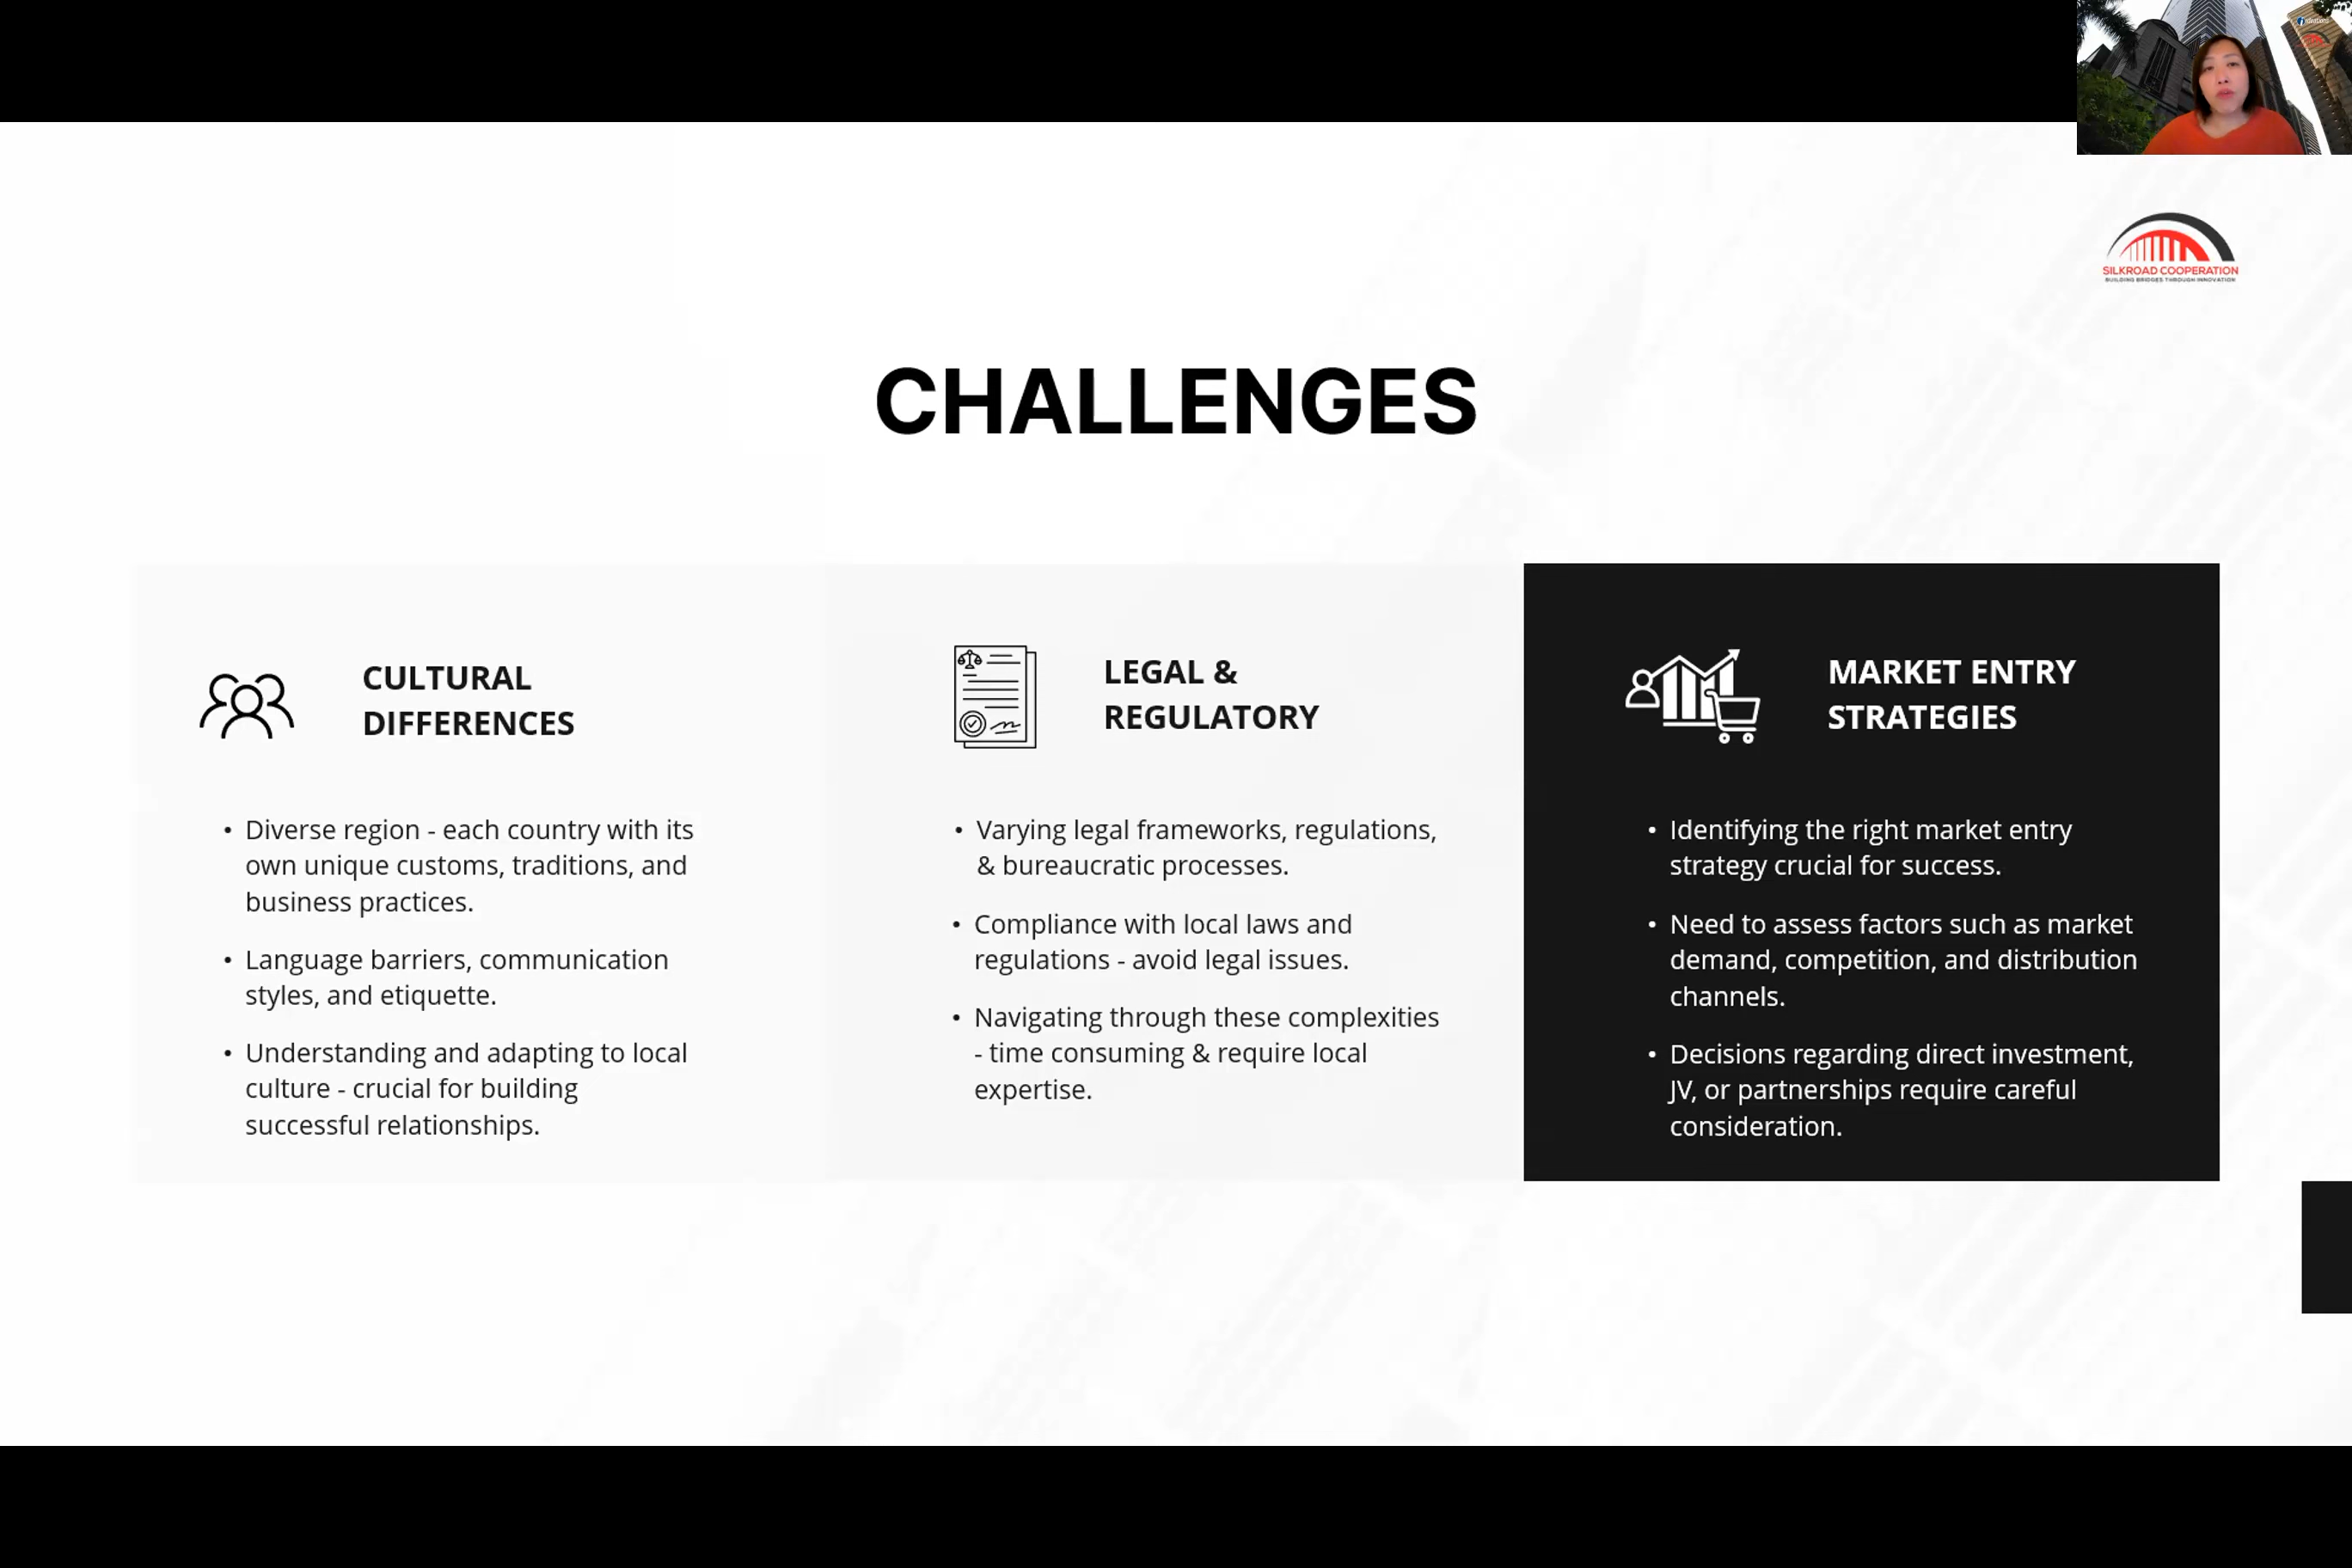 SILKROAD COOPERATION
BUILDING BRIDGES THROUGH INNOVATION
CHALLENGES
CULTURAL
DIFFERENCES
• Diverse region - each country with its
own unique customs, traditions, and
business practices.
• Language barriers, communication
styles, and etiquette.
• Understanding and adapting to local
culture - crucial for building
successful relationships.
LEGAL &
REGULATORY
• Varying legal frameworks, regulations,
& bureaucratic processes.
• Compliance with local laws and
regulations - avoid legal issues.
• Navigating through these complexities
- time consuming & require local
expertise.
MARKET ENTRY
STRATEGIES
• Identifying the right market entry
strategy crucial for success.
• Need to assess factors such as market
demand, competition, and distribution
channels.
• Decisions regarding direct investment,
JV, or partnerships require careful
consideration.